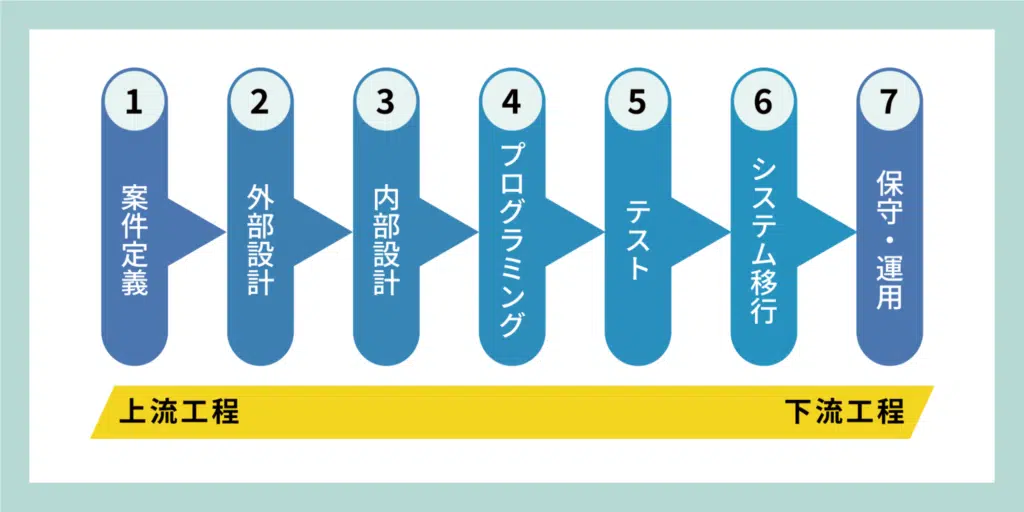 1
案件定義
2
外部設計
3
内部設計
4
プログラミング
5
テスト
6
システム移行
7
保守・運用
上流工程
下流工程